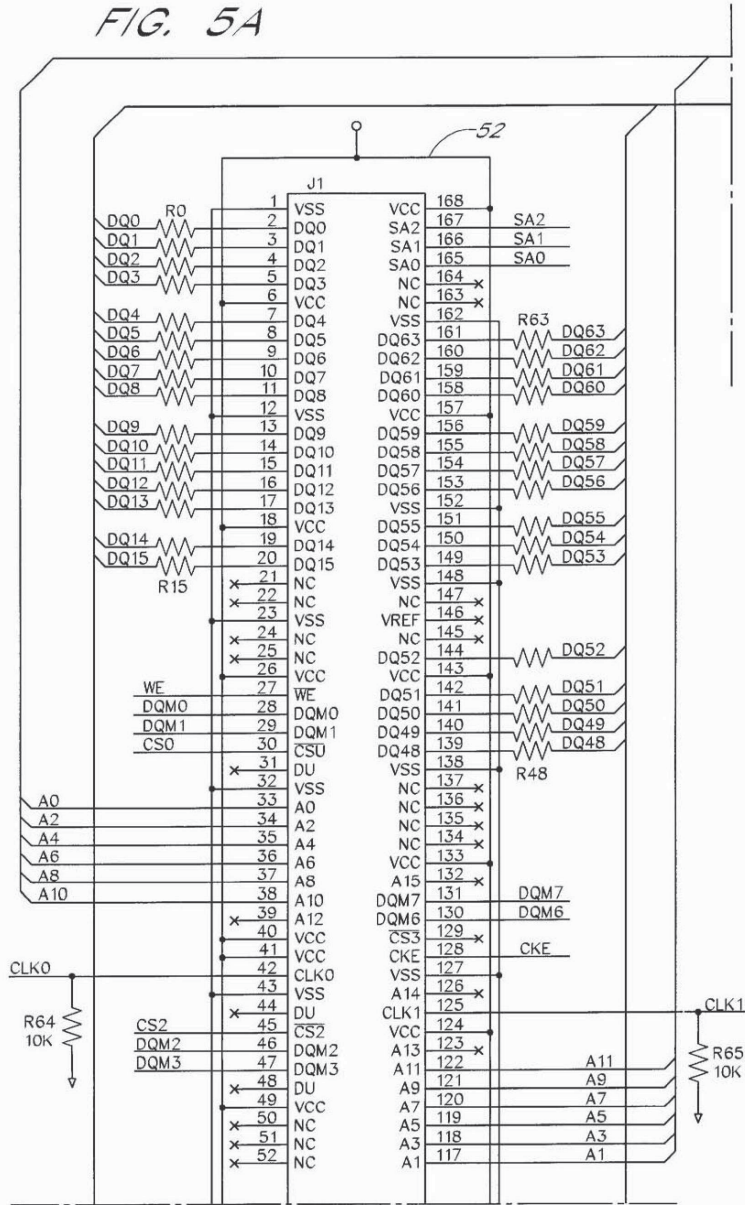 FIG. 5A
52
J1
1 VSS VCC 168
DQ0 R0 2 DQ0 SA2 167 SA2
DQ1 3 DQ1 SA1 166 SA1
DQ2 4 DQ2 SA0 165 SA0
DQ3 5 DQ3 NC 164
6 VCC NC 163
DQ4 7 DQ4 VSS 162 R63
DQ5 8 DQ5 DQ63 161 DQ63
DQ6 9 DQ6 DQ62 160 DQ62
DQ7 10 DQ7 DQ61 159 DQ61
DQ8 11 DQ8 DQ60 158 DQ60
12 VSS VCC 157
DQ9 13 DQ9 DQ59 156 DQ59
DQ10 14 DQ10 DQ58 155 DQ58
DQ11 15 DQ11 DQ57 154 DQ57
DQ12 16 DQ12 DQ56 153 DQ56
DQ13 17 DQ13 VSS 152
18 VCC DQ55 151 DQ55
DQ14 19 DQ14 DQ54 150 DQ54
DQ15 20 DQ15 DQ53 149 DQ53
R15 21 NC VSS 148
22 NC NC 147
23 VSS VREF 146
24 NC NC 145
25 NC DQ52 144 DQ52
26 VCC VCC 143
WE 27 WE DQ51 142 DQ51
DQM0 28 DQM0 DQ50 141 DQ50
DQM1 29 DQM1 DQ49 140 DQ49
CS0 30 CSU DQ48 139 DQ48
31 DU VSS 138 R48
32 VSS NC 137
A0 33 A0 NC 136
A2 34 A2 NC 135
A4 35 A4 NC 134
A6 36 A6 VCC 133
A8 37 A8 A15 132
A10 38 A10 DQM7 131 DQM7
39 A12 DQM6 130 DQM6
40 VCC CS3 129
41 VCC CKE 128 CKE
CLK0 42 CLK0 VSS 127
43 VSS A14 126
44 DU CLK1 125 CLK1
R64 CS2 45 CS2 VCC 124
10K DQM2 46 DQM2 A13 123 R65
DQM3 47 DQM3 A11 122 A11 10K
48 DU A9 121 A9
49 VCC A7 120 A7
50 NC A5 119 A5
51 NC A3 118 A3
52 NC A1 117 A1